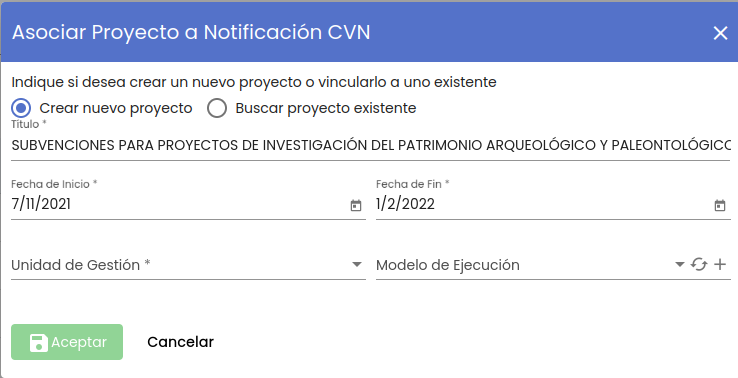 Asociar Proyecto a Notificación CVN
Indique si desea crear un nuevo proyecto o vincularlo a uno existente
Crear nuevo proyecto Buscar proyecto existente
Título *
SUBVENCIONES PARA PROYECTOS DE INVESTIGACIÓN DEL PATRIMONIO ARQUEOLÓGICO Y PALEONTOLÓGICO
Fecha de Inicio * Fecha de Fin *
7/11/2021 1/2/2022
Unidad de Gestión * Modelo de Ejecución
Aceptar Cancelar